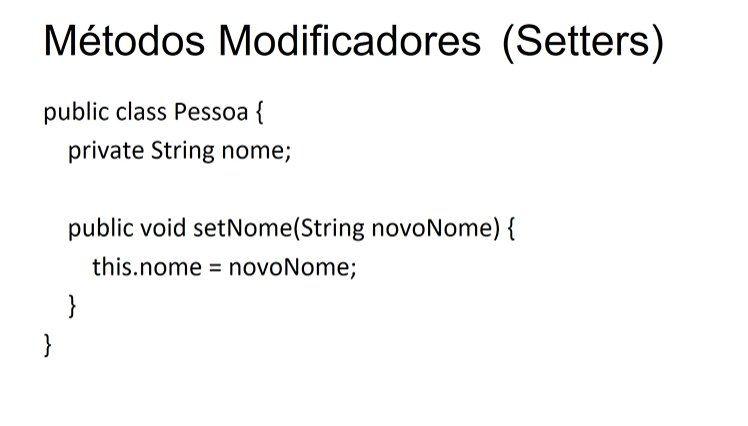 Métodos Modificadores (Setters)
public class Pessoa {
private String nome;
public void setNome(String novoNome) {
this.nome = novoNome;
}
}